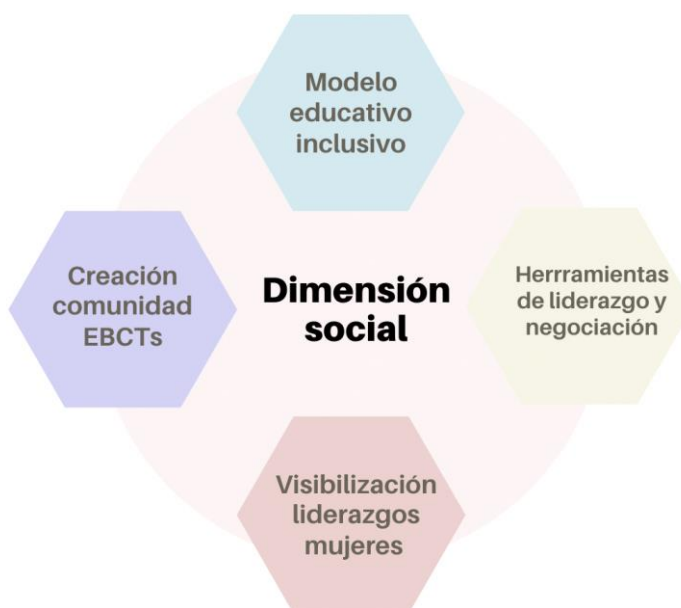 Modelo
educativo
inclusivo
Creación
comunidad
EBCTs
Dimensión
social
Herrramientas
de liderazgo y
negociación
Visibilización
liderazgos
mujeres